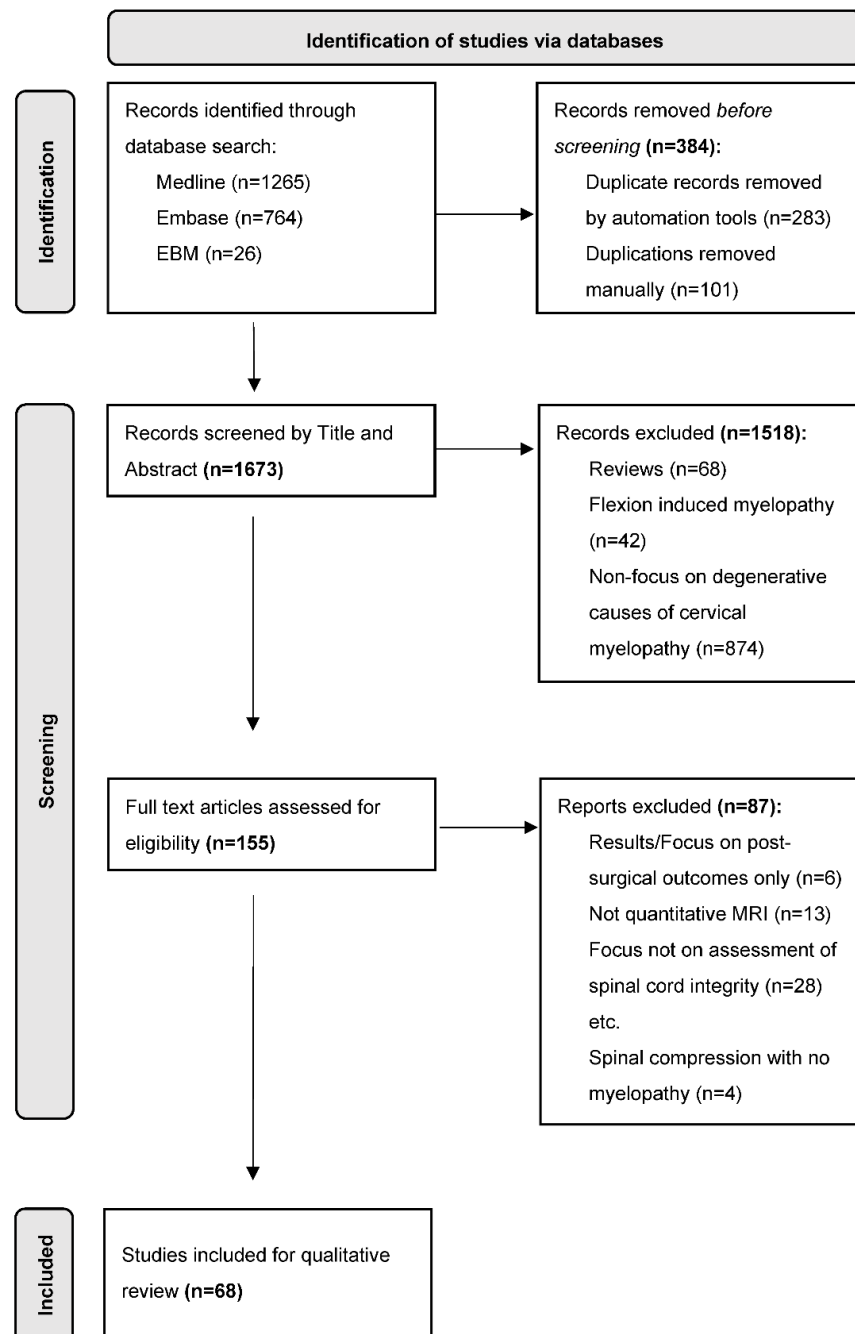 Identification of studies via databases
Identification
Records identified through
database search:
Medline (n=1265)
Embase (n=764)
EBM (n=26)
Records removed before
screening (n=384):
Duplicate records removed
by automation tools (n=283)
Duplications removed
manually (n=101)
Screening
Records screened by Title and
Abstract (n=1673)
Records excluded (n=1518):
Reviews (n=68)
Flexion induced myelopathy
(n=42)
Non-focus on degenerative
causes of cervical
myelopathy (n=874)
Full text articles assessed for
eligibility (n=155)
Reports excluded (n=87):
Results/Focus on post-
surgical outcomes only (n=6)
Not quantitative MRI (n=13)
Focus not on assessment of
spinal cord integrity (n=28)
etc.
Spinal compression with no
myelopathy (n=4)
Included
Studies included for qualitative
review (n=68)